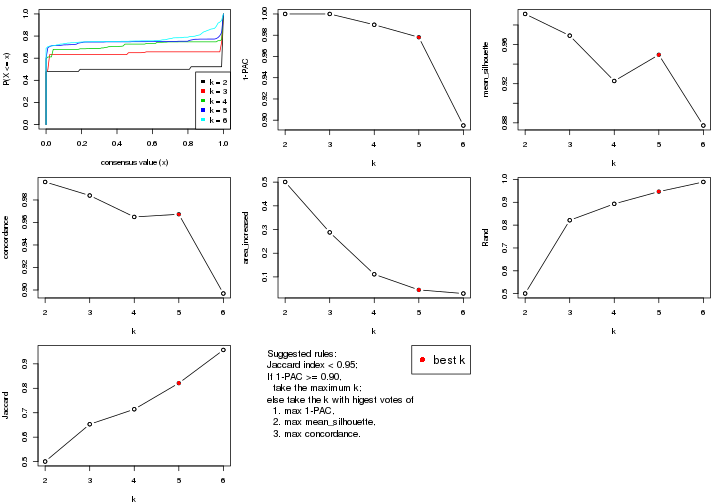 P(X <= x)
0.0 0.2 0.4 0.6 0.8 1.0
0.0 0.2 0.4 0.6 0.8 1.0
consensus value (x)
k = 2
k = 3
k = 4
k = 5
k = 6
1-PAC
0.90 0.92 0.94 0.96 0.98 1.00
2 3 4 5 6
k
mean_silhouette
0.88 0.92 0.96
2 3 4 5 6
k
concordance
0.90 0.92 0.94 0.96 0.98
2 3 4 5 6
k
area_increased
0.1 0.2 0.3 0.4 0.5
2 3 4 5 6
k
Rand
0.5 0.6 0.7 0.8 0.9 1.0
2 3 4 5 6
k
Jaccard
0.5 0.6 0.7 0.8 0.9
2 3 4 5 6
k
Suggested rules:
Jaccard index < 0.95;
If 1-PAC >= 0.90,
take the maximum k;
else take the k with higest votes of
1. max 1-PAC,
2. max mean_silhouette,
3. max concordance.
best k